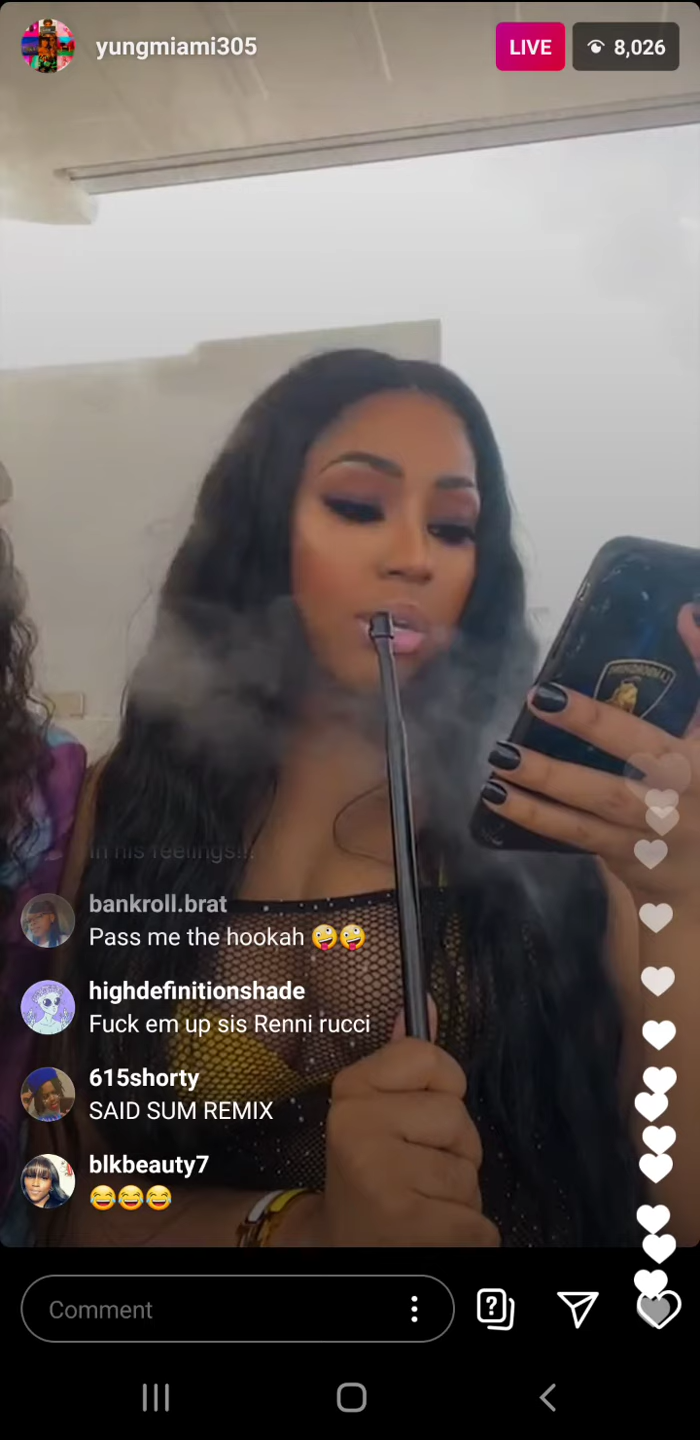 yungmiami305
LIVE
8,026
in his feelings!!!
bankroll.brat
Pass me the hookah 🤪🤪
highdefinitionshade
Fuck em up sis Renni rucci
615shorty
SAID SUM REMIX
blkbeauty7
😂😂😂
Comment